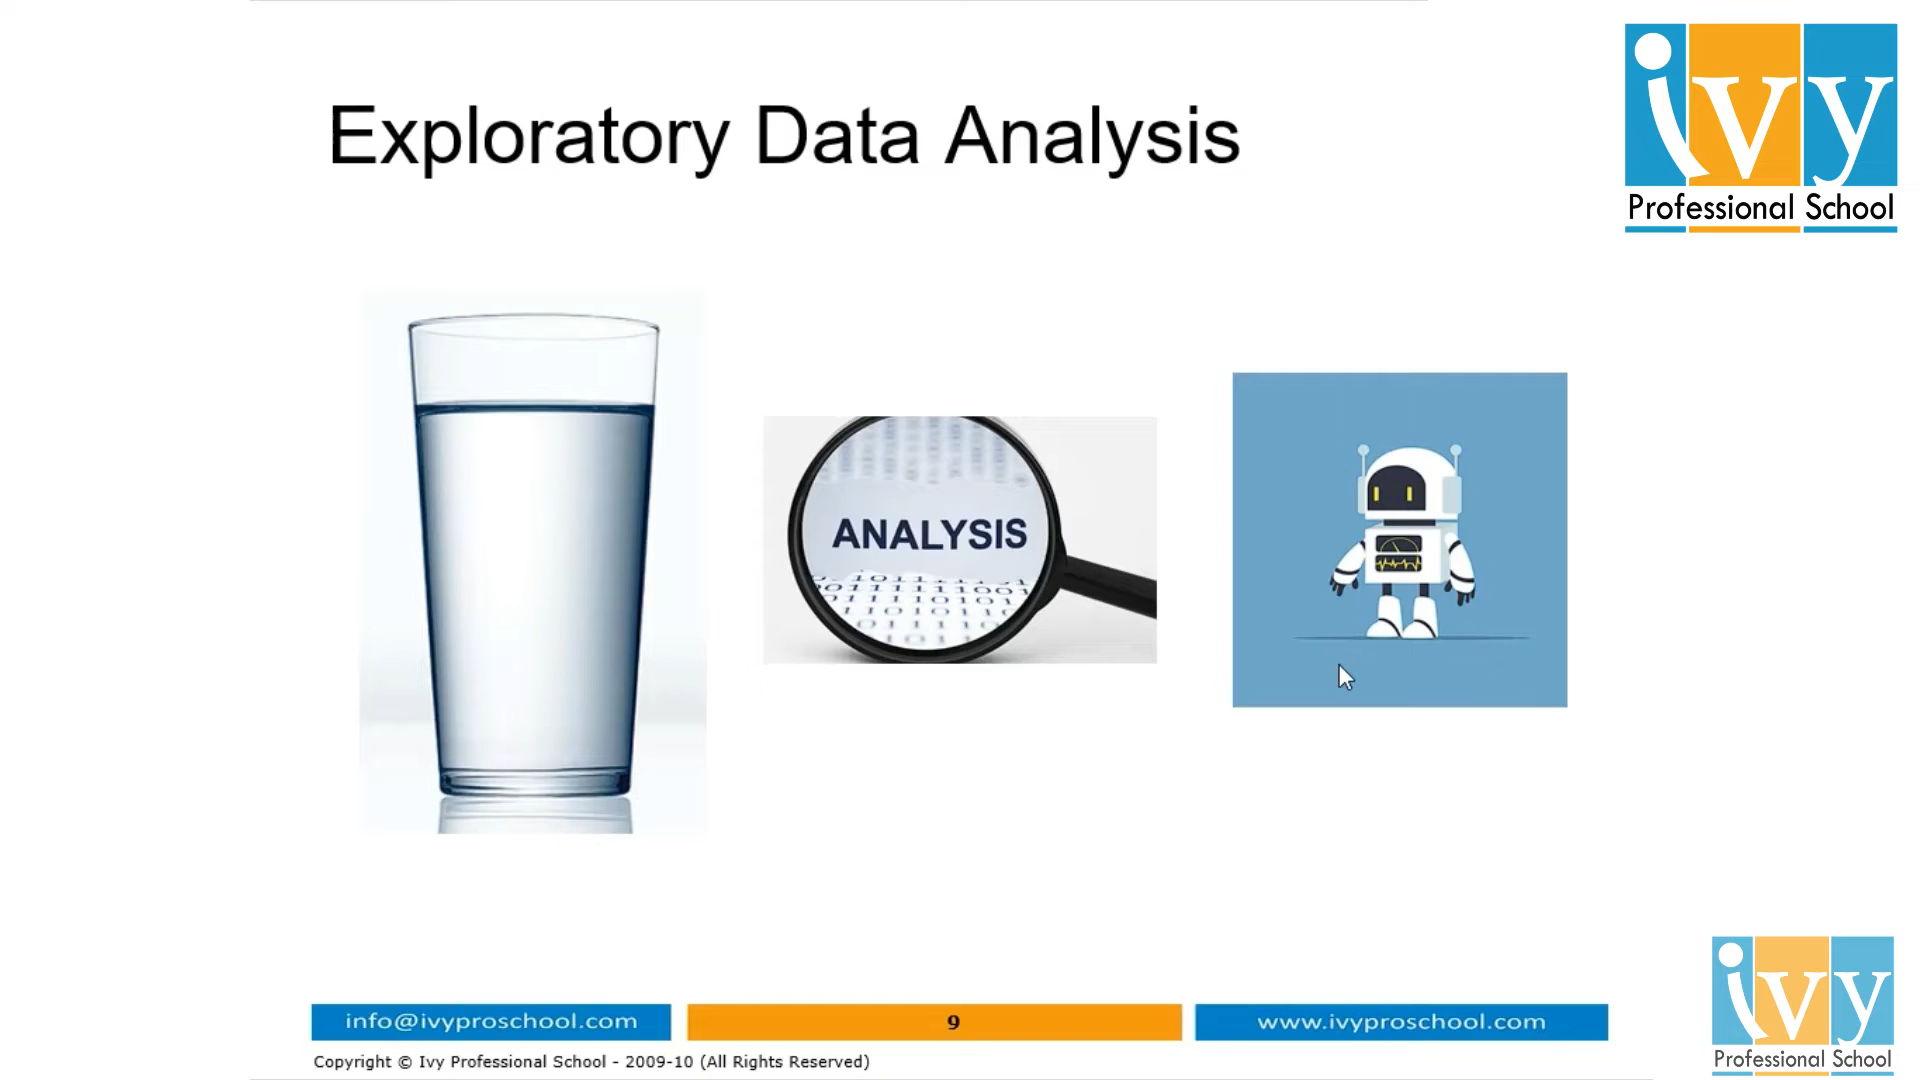 Exploratory Data Analysis
ivy
Professional School
ANALYSIS
info@ivyproschool.com
9
www.ivyproschool.com
Copyright © Ivy Professional School - 2009-10 (All Rights Reserved)
ivy
Professional School